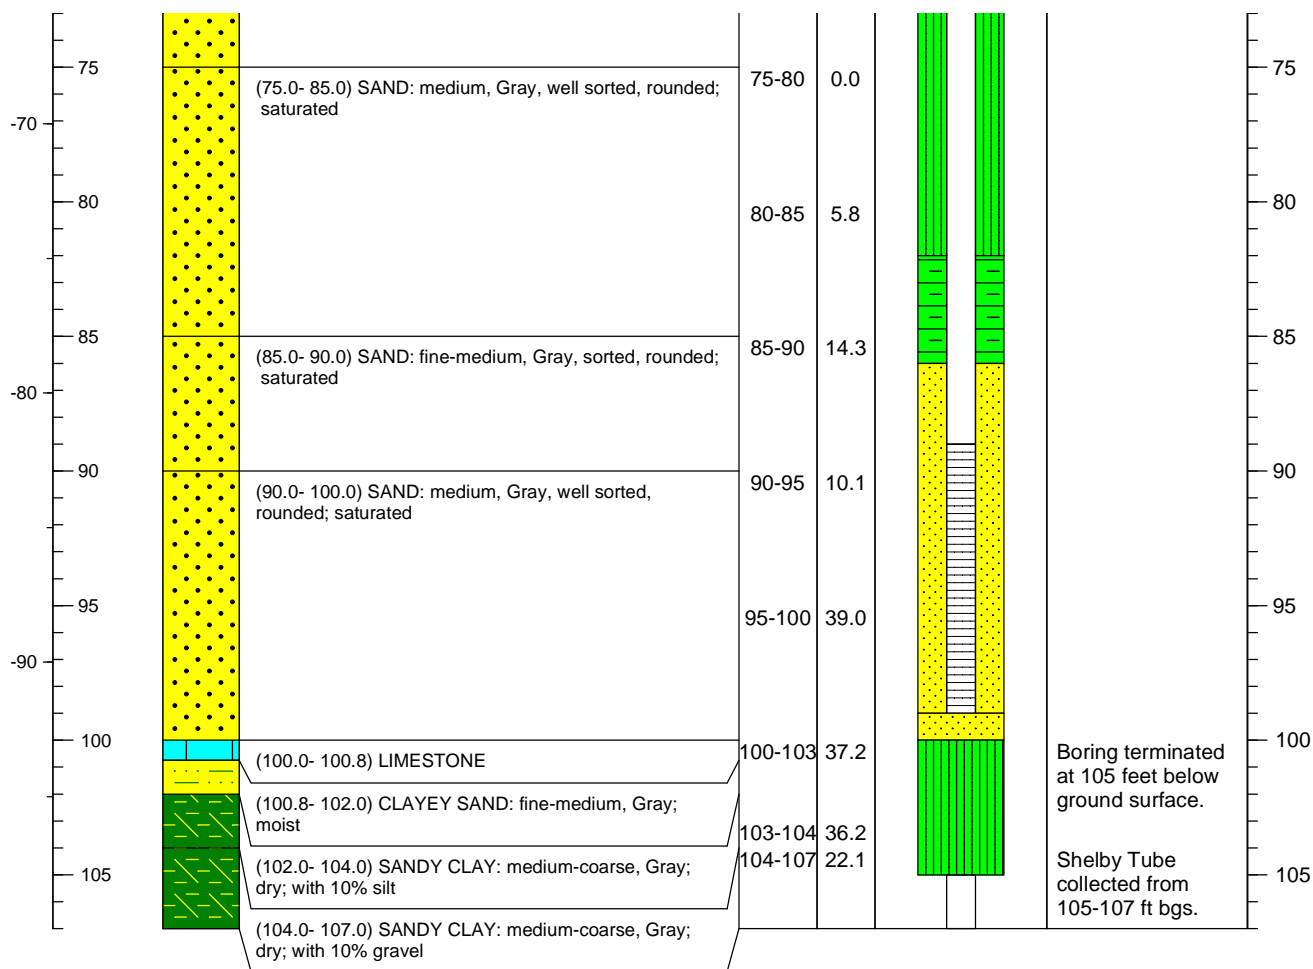 75
(75.0- 85.0) SAND: medium, Gray, well sorted, rounded;
saturated
75-80 0.0
75
-70
80
80-85 5.8
80
85
(85.0- 90.0) SAND: fine-medium, Gray, sorted, rounded;
saturated
85-90 14.3
85
-80
90
(90.0- 100.0) SAND: medium, Gray, well sorted,
rounded; saturated
90-95 10.1
90
95
95-100 39.0
95
-90
100
(100.0- 100.8) LIMESTONE
100-103 37.2
Boring terminated
at 105 feet below
ground surface.
100
(100.8- 102.0) CLAYEY SAND: fine-medium, Gray;
moist
103-104 36.2
(102.0- 104.0) SANDY CLAY: medium-coarse, Gray;
dry; with 10% silt
104-107 22.1
Shelby Tube
collected from
105-107 ft bgs.
105
105
(104.0- 107.0) SANDY CLAY: medium-coarse, Gray;
dry; with 10% gravel